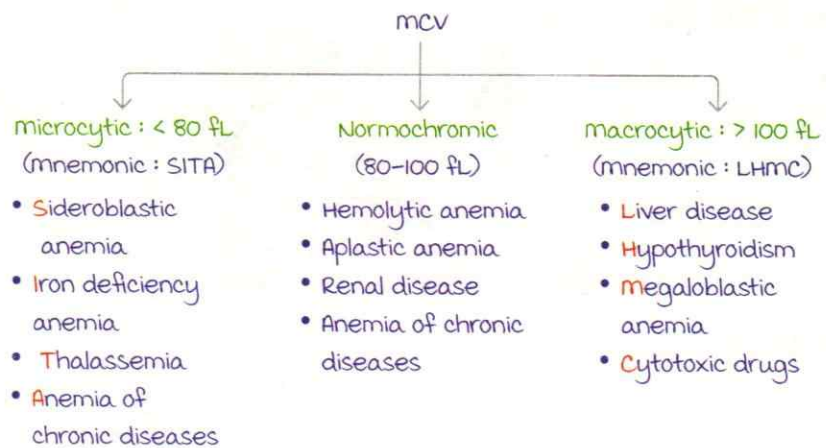 mcv
microcytic : < 80 fL
(mnemonic : SITA)
• Sideroblastic
anemia
• Iron deficiency
anemia
• Thalassemia
• Anemia of
chronic diseases
Normochromic
(80-100 fL)
• Hemolytic anemia
• Aplastic anemia
• Renal disease
• Anemia of chronic
diseases
macrocytic : > 100 fL
(mnemonic : LHMC)
• Liver disease
• Hypothyroidism
• megaloblastic
anemia
• Cytotoxic drugs